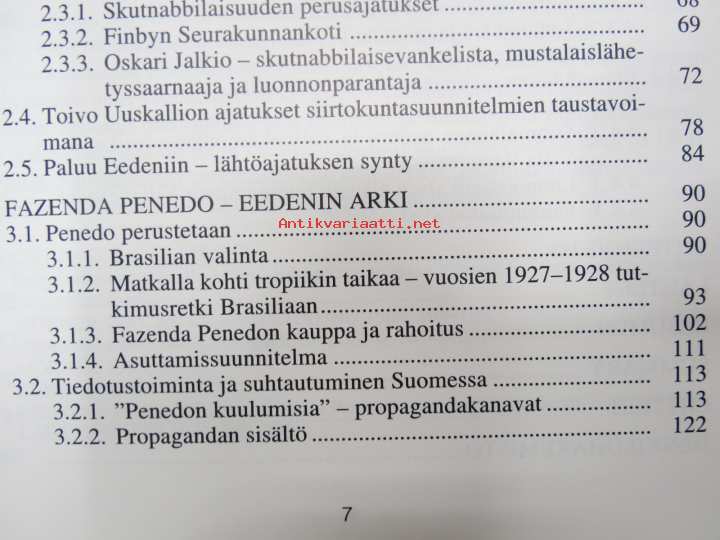 2.3.1. Skutnabbilaisuuden perusajatukset ........ 68
2.3.2. Finbyn Seurakunnankoti ........ 69
2.3.3. Oskari Jalkio – skutnabbilaisevankelista, mustalaislähe-
tyssaarnaaja ja luonnonparantaja ........ 72
2.4. Toivo Uuskallion ajatukset siirtokuntasuunnitelmien taustavoi-
mana ........ 78
2.5. Paluu Eedeniin – lähtöajatuksen synty ........ 84
FAZENDA PENEDO – EEDENIN ARKI ........ 90
Antikvariaatti.net
3.1. Penedo perustetaan ........ 90
3.1.1. Brasilian valinta ........ 90
3.1.2. Matkalla kohti tropiikin taikaa – vuosien 1927–1928 tut-
kimusretki Brasiliaan ........ 93
3.1.3. Fazenda Penedon kauppa ja rahoitus ........ 102
3.1.4. Asuttamissuunnitelma ........ 111
3.2. Tiedotustoiminta ja suhtautuminen Suomessa ........ 113
3.2.1. ”Penedon kuulumisia” – propagandakanavat ........ 113
3.2.2. Propagandan sisältö ........ 122
7